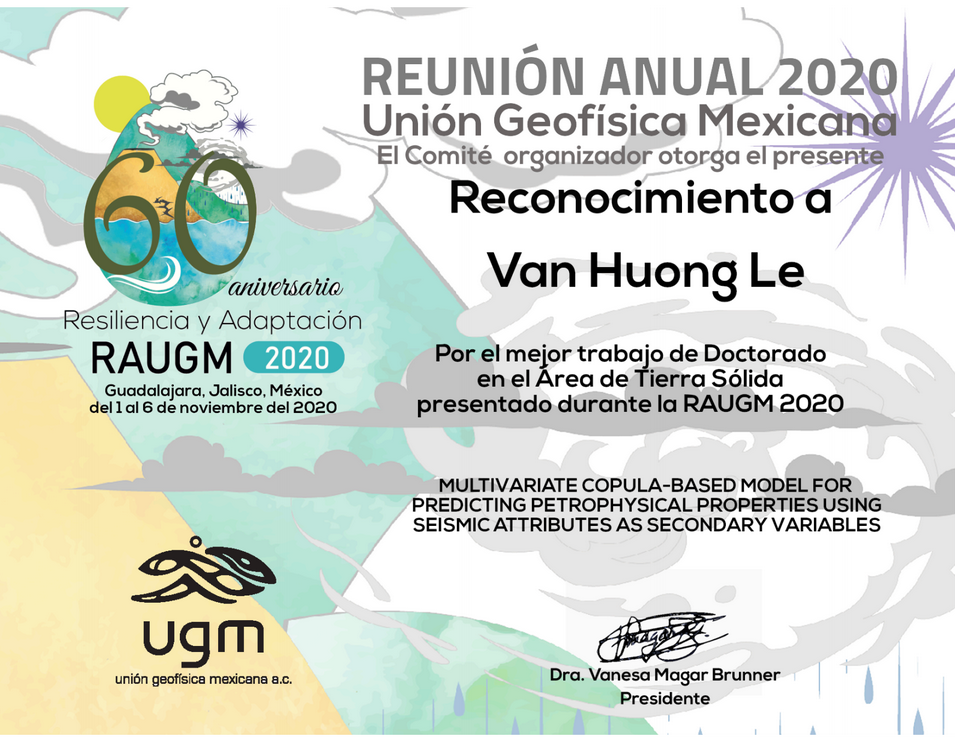 REUNIÓN ANUAL 2020
Unión Geofísica Mexicana
El Comité organizador otorga el presente
Reconocimiento a
Van Huong Le
Por el mejor trabajo de Doctorado
en el Área de Tierra Sólida
presentado durante la RAUGM 2020
MULTIVARIATE COPULA-BASED MODEL FOR
PREDICTING PETROPHYSICAL PROPERTIES USING
SEISMIC ATTRIBUTES AS SECONDARY VARIABLES
60
aniversario
Resiliencia y Adaptación
RAUGM 2020
Guadalajara, Jalisco, México
del 1 al 6 de noviembre del 2020
ugm
unión geofísica mexicana a.c.
Dra. Vanesa Magar Brunner
Presidente